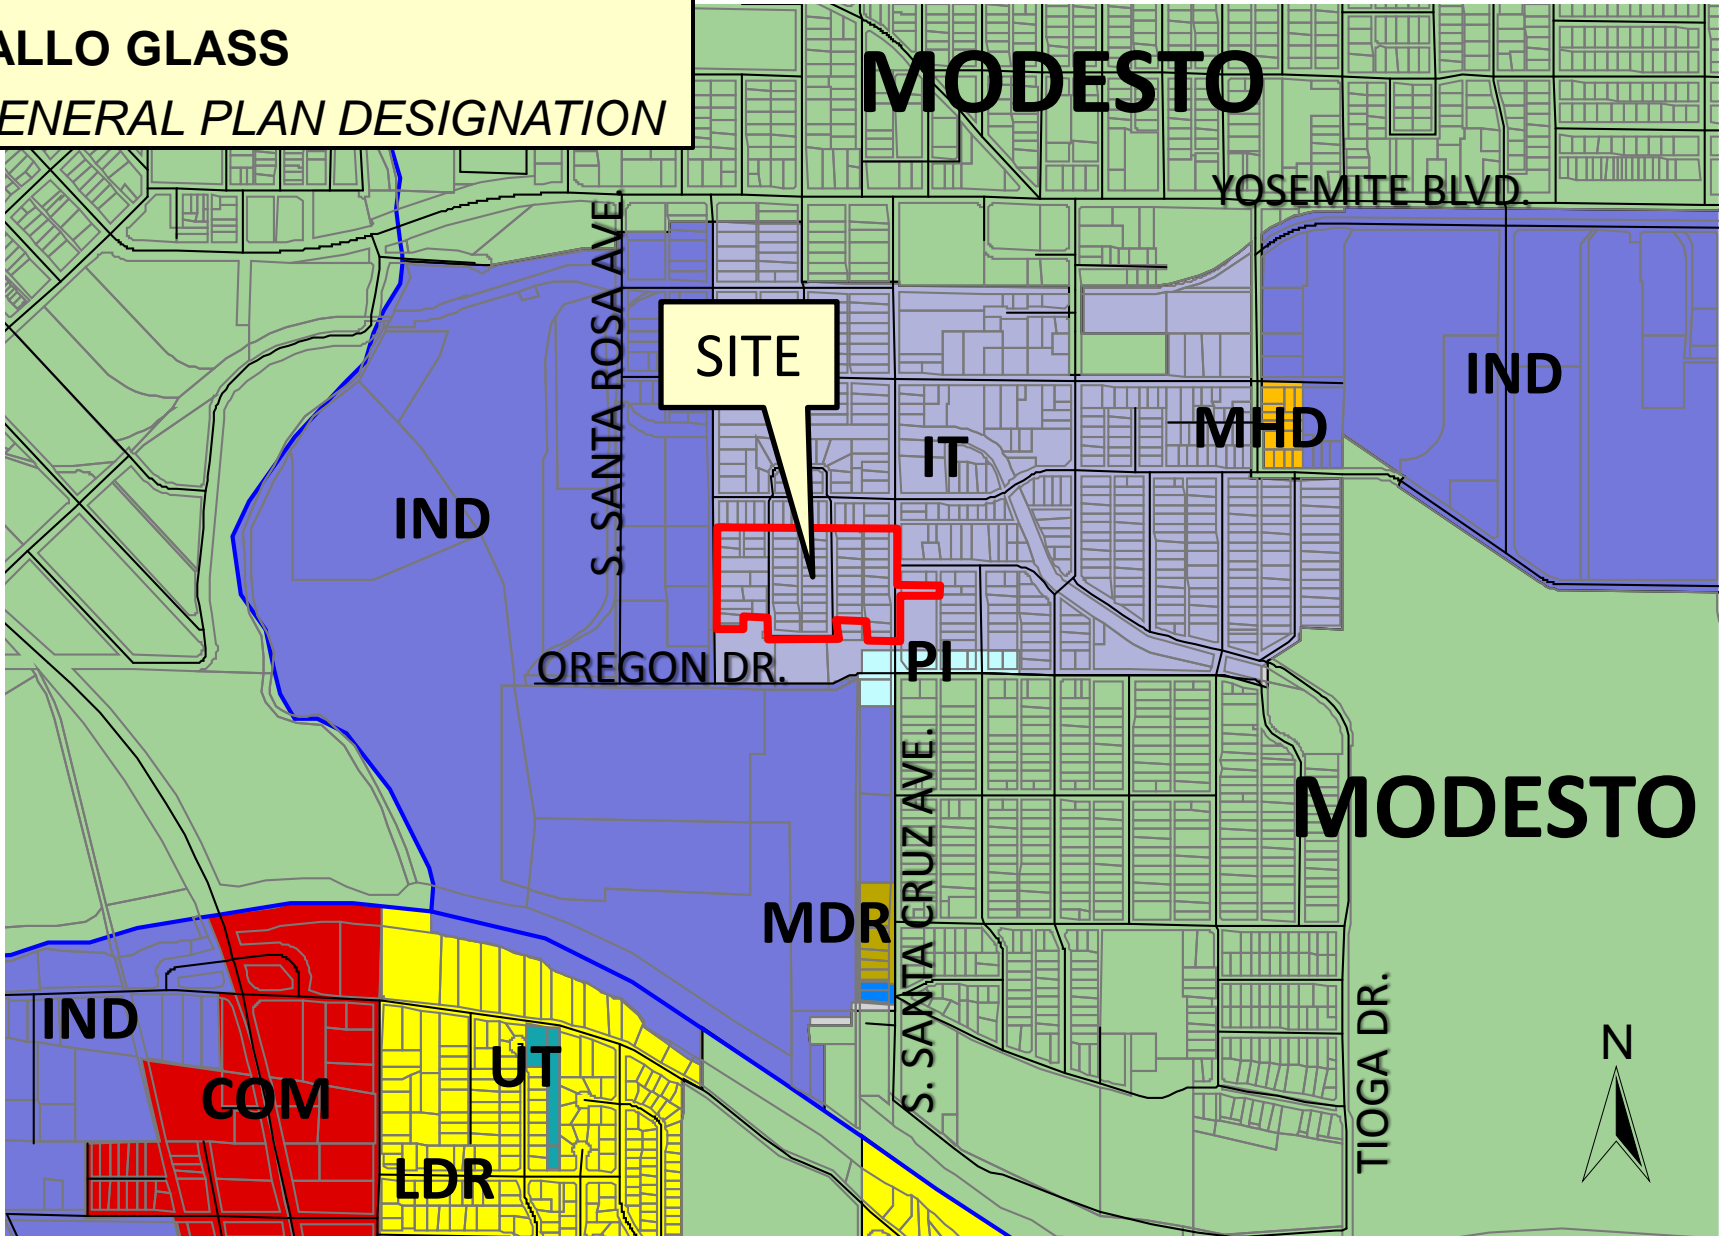 ALLO GLASS
ENERAL PLAN DESIGNATION
MODESTO
YOSEMITE BLVD.
S. SANTA ROSA AVE.
SITE
IND
MHD
IT
IND
PI
OREGON DR.
S. SANTA CRUZ AVE.
MODESTO
MDR
TIOGA DR.
IND
N
UT
COM
LDR